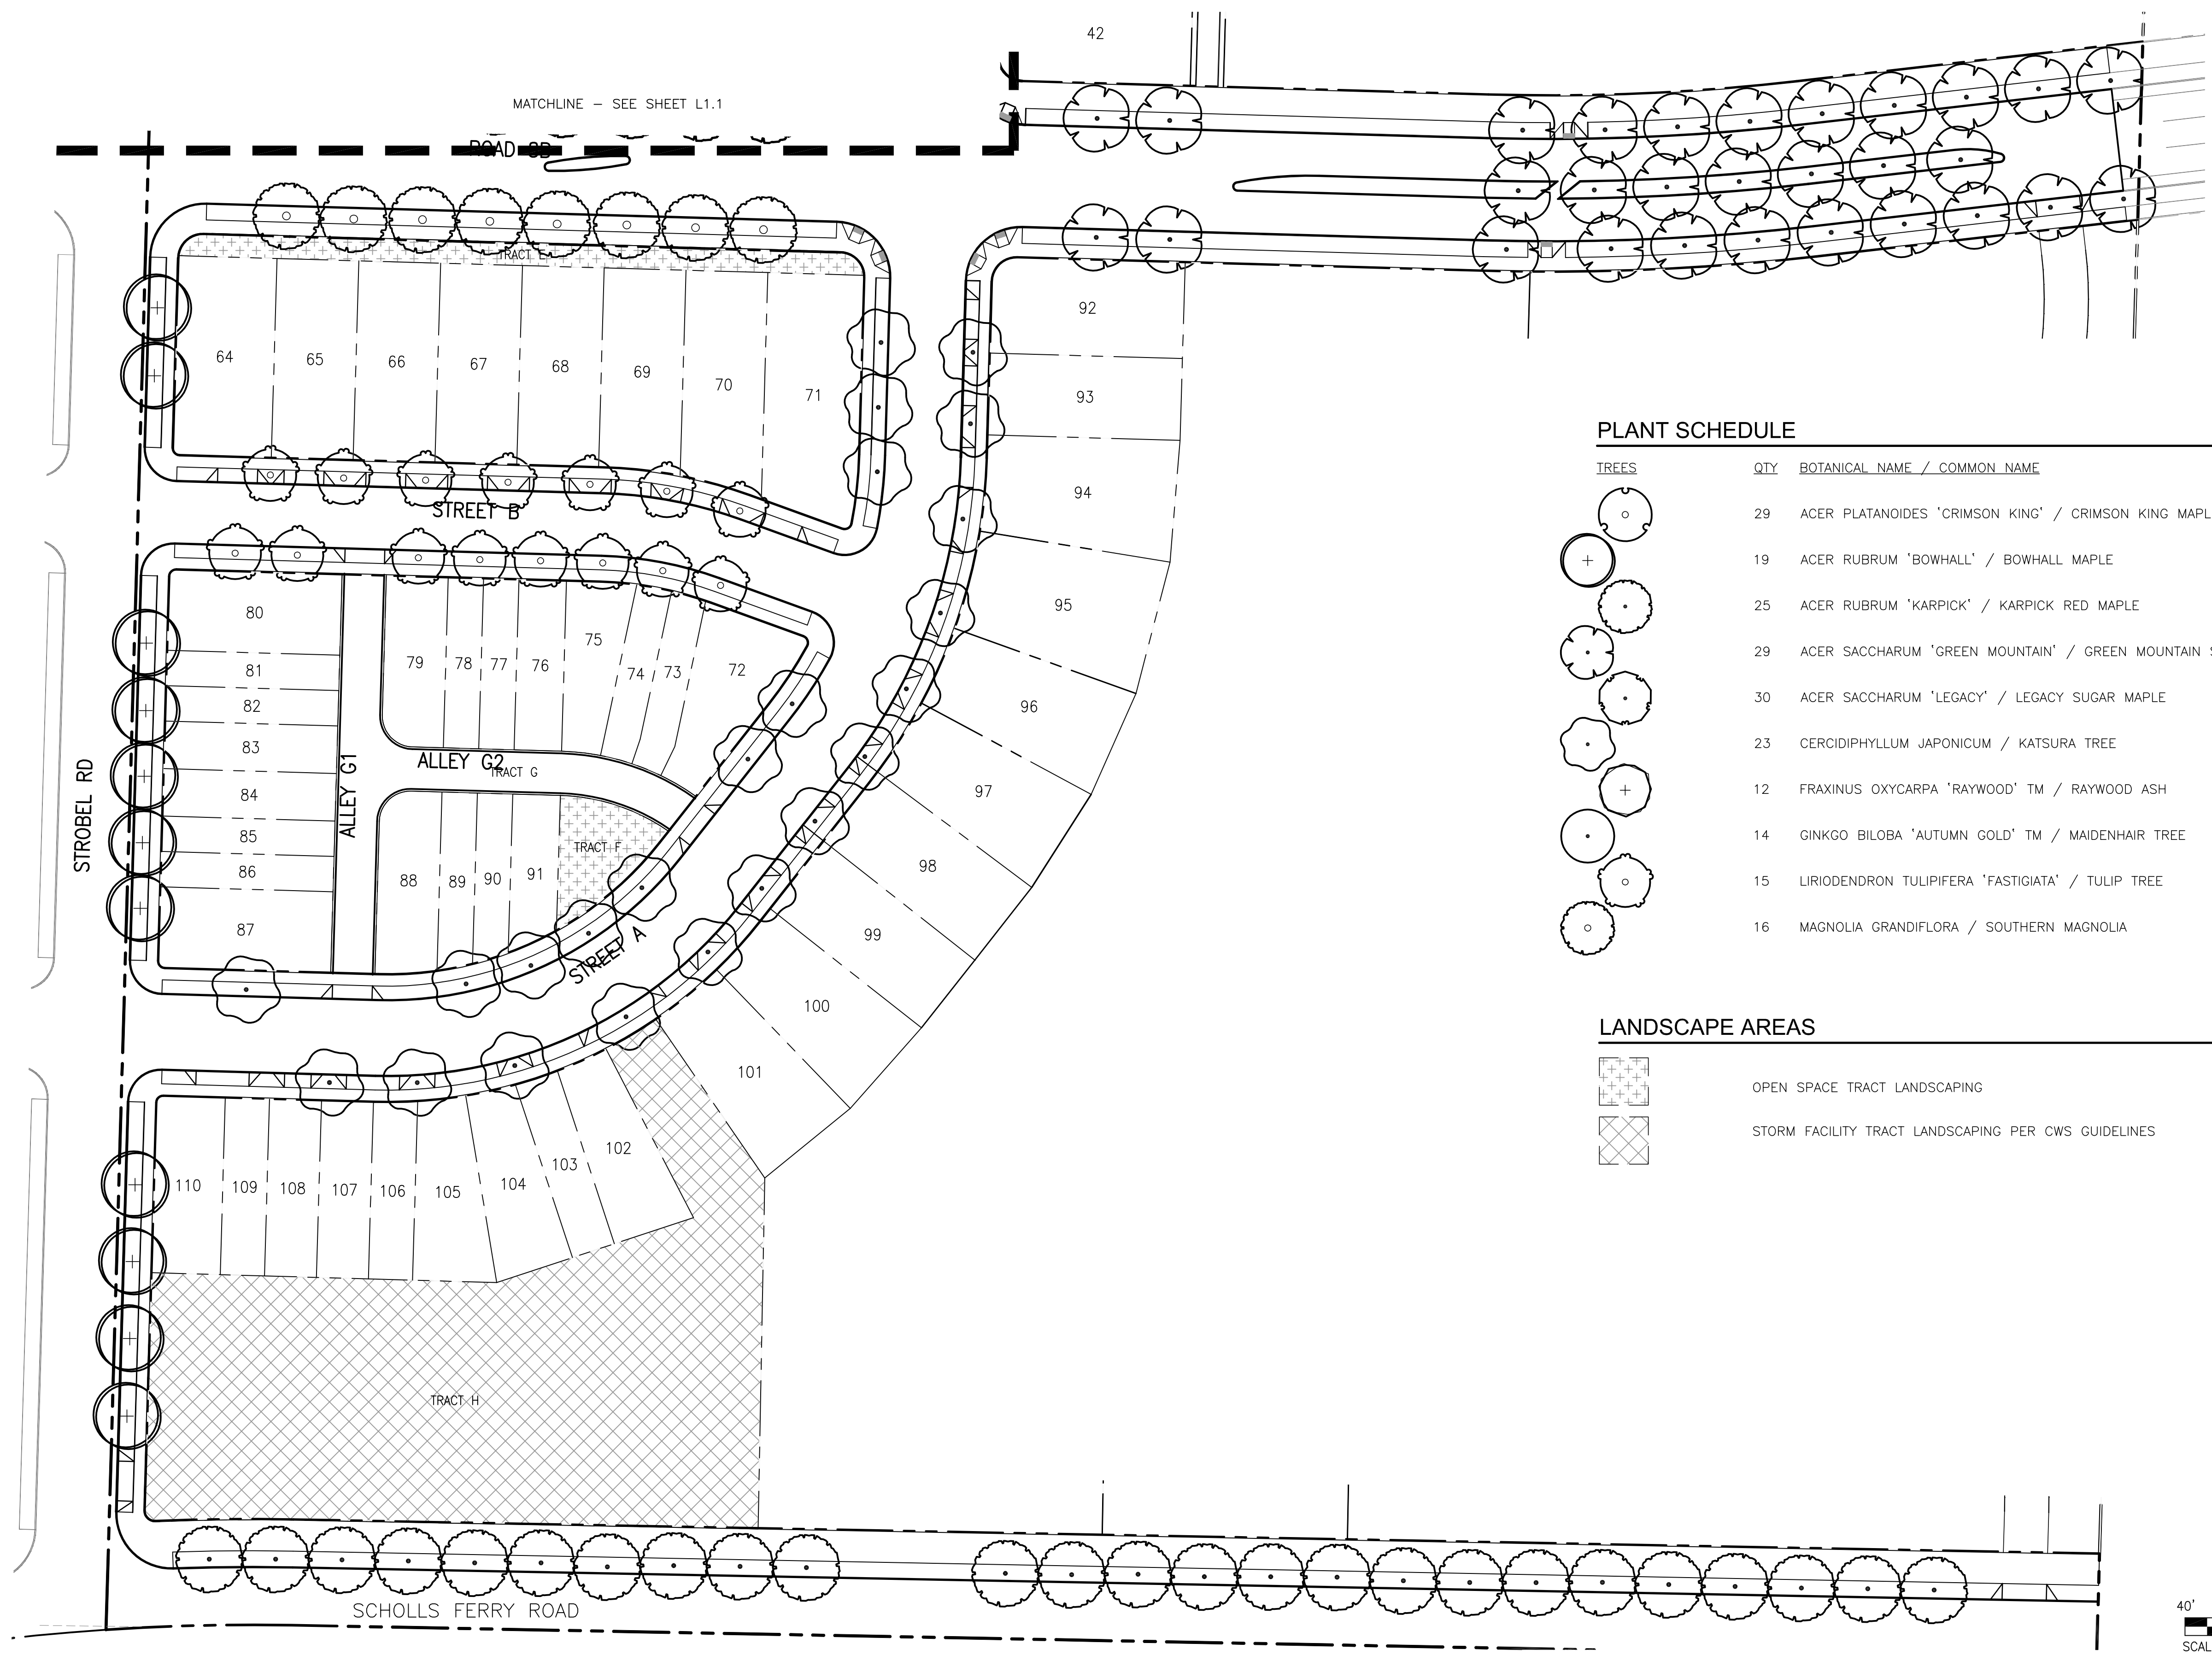 42
MATCHLINE – SEE SHEET L1.1
TRACT E
64
65
66
67
68
69
70
71
92
93
94
95
96
97
98
99
100
101
STREET B
80
81
82
83
84
85
86
87
79
78
77
76
75
74
73
72
ALLEY G1
ALLEY G2
TRACT G
TRACT F
88
89
90
91
STREET A
STROBEL RD
110
109
108
107
106
105
104
103
102
TRACT H
SCHOLLS FERRY ROAD
PLANT SCHEDULE
TREES QTY BOTANICAL NAME / COMMON NAME
29 ACER PLATANOIDES 'CRIMSON KING' / CRIMSON KING MAPL
19 ACER RUBRUM 'BOWHALL' / BOWHALL MAPLE
25 ACER RUBRUM 'KARPICK' / KARPICK RED MAPLE
29 ACER SACCHARUM 'GREEN MOUNTAIN' / GREEN MOUNTAIN
30 ACER SACCHARUM 'LEGACY' / LEGACY SUGAR MAPLE
23 CERCIDIPHYLLUM JAPONICUM / KATSURA TREE
12 FRAXINUS OXYCARPA 'RAYWOOD' TM / RAYWOOD ASH
14 GINKGO BILOBA 'AUTUMN GOLD' TM / MAIDENHAIR TREE
15 LIRIODENDRON TULIPIFERA 'FASTIGIATA' / TULIP TREE
16 MAGNOLIA GRANDIFLORA / SOUTHERN MAGNOLIA
LANDSCAPE AREAS
OPEN SPACE TRACT LANDSCAPING
STORM FACILITY TRACT LANDSCAPING PER CWS GUIDELINES
40'
SCAL